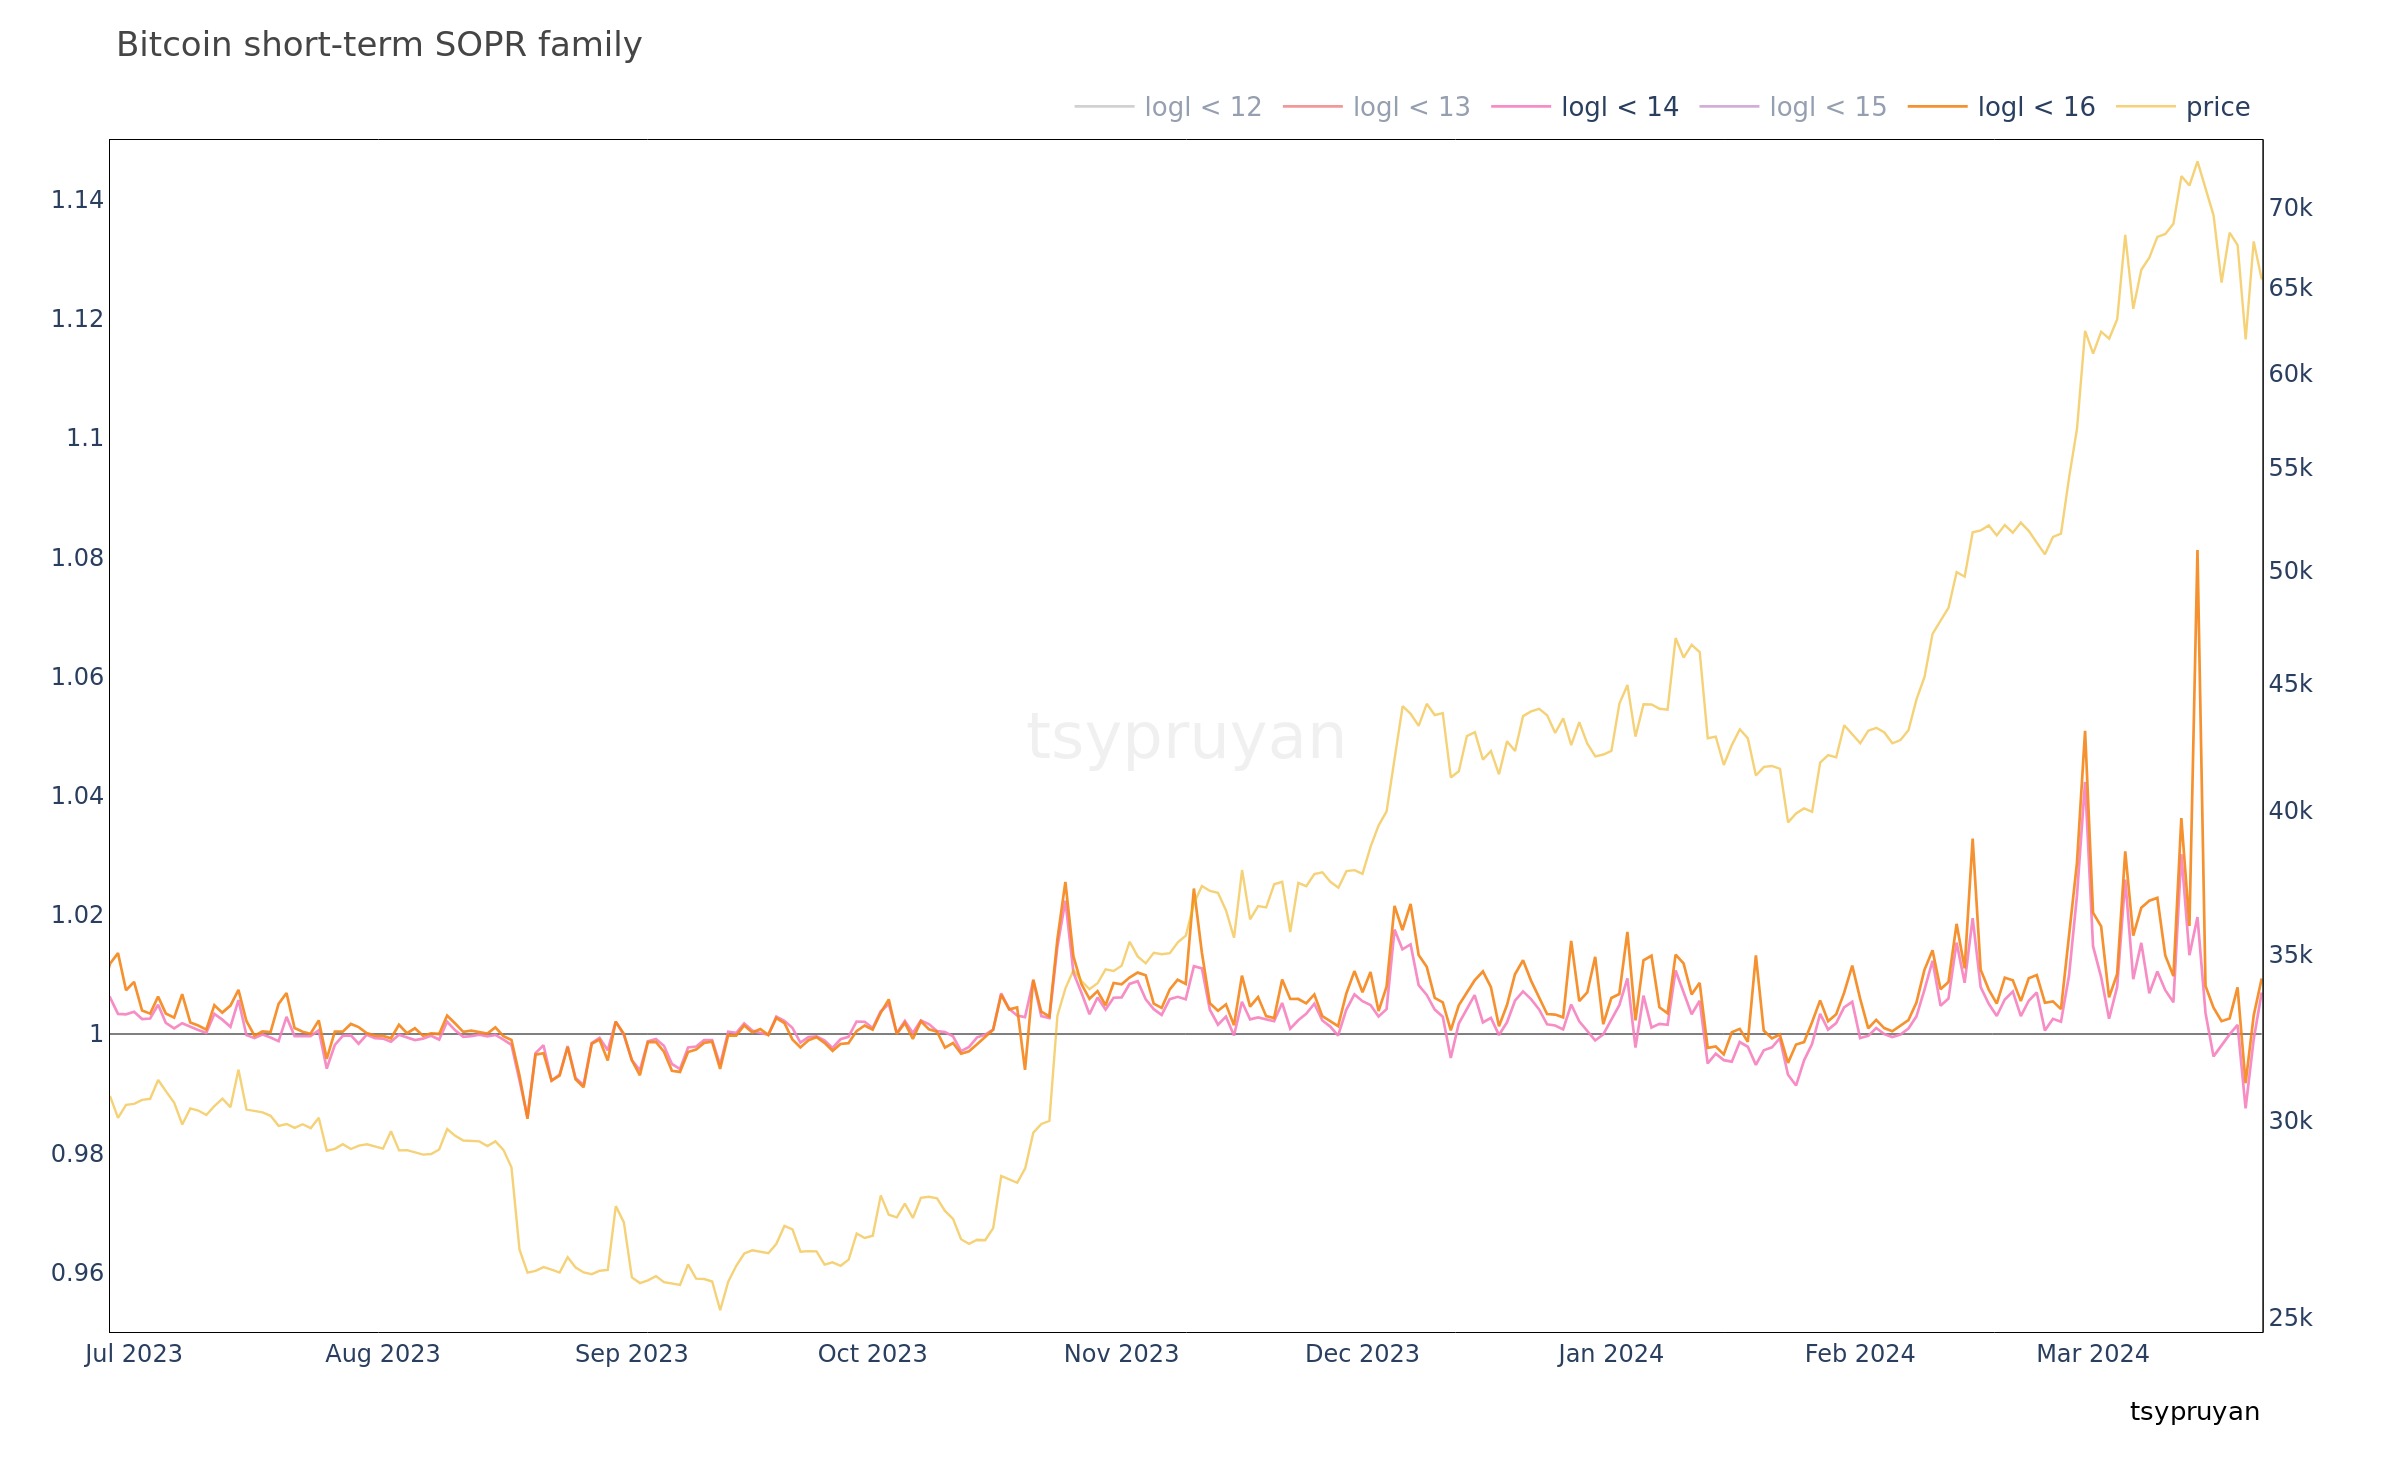 Bitcoin short-term SOPR family
logl < 12 logl < 13 logl < 14 logl < 15 logl < 16 price
1.14
1.12
1.1
1.08
1.06
1.04
1.02
1
0.98
0.96
70k
65k
60k
55k
50k
45k
40k
35k
30k
25k
tsypruyan
Jul 2023 Aug 2023 Sep 2023 Oct 2023 Nov 2023 Dec 2023 Jan 2024 Feb 2024 Mar 2024
tsypruyan